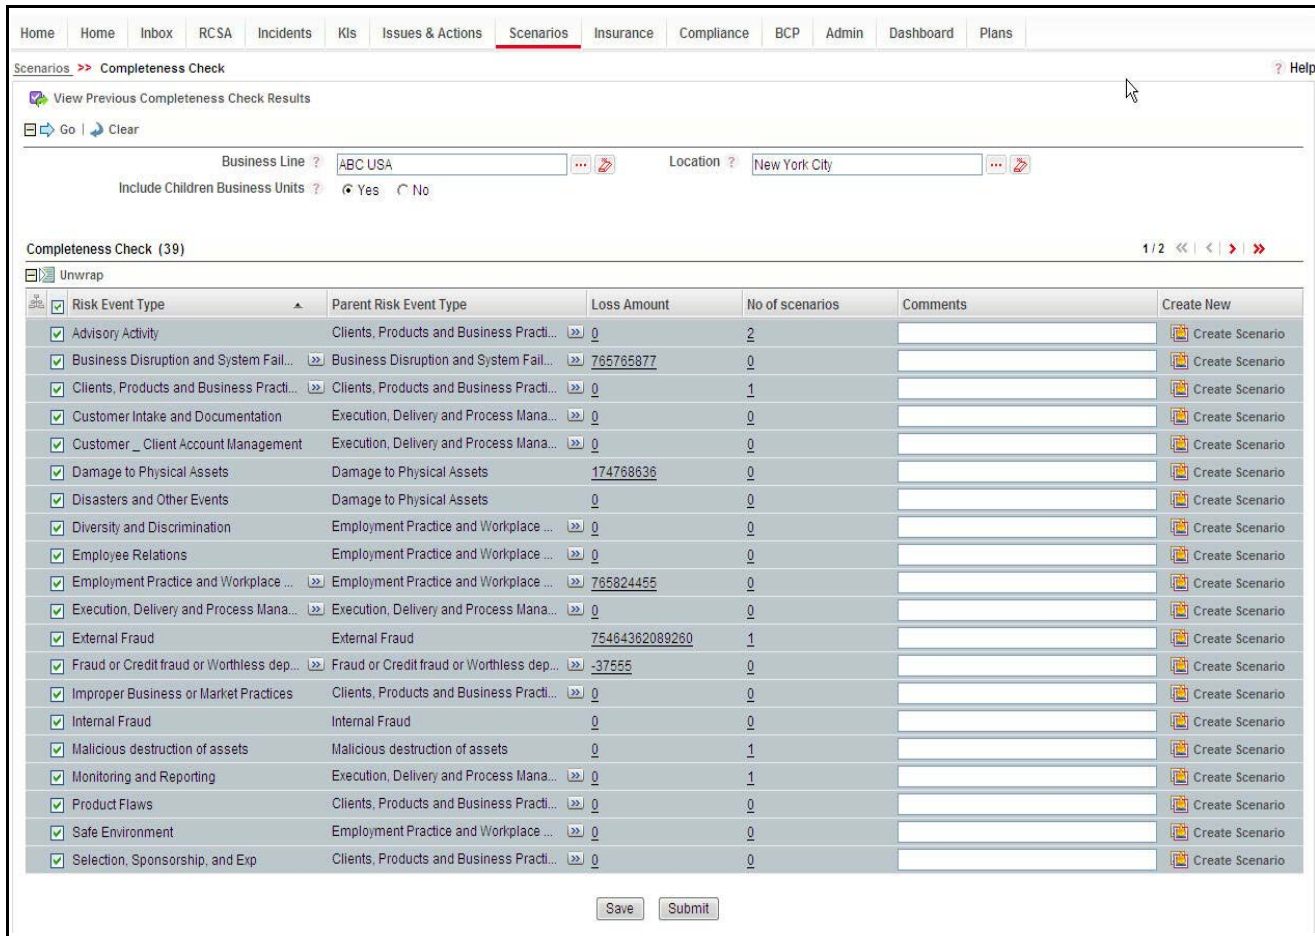 Home Home Inbox RCSA Incidents KIs Issues & Actions Scenarios Insurance Compliance BCP Admin Dashboard Plans
Scenarios >> Completeness Check ? Help
View Previous Completeness Check Results
Go | Clear
Business Line ? ABC USA ... Location ? New York City ...
Include Children Business Units ? Yes No
Completeness Check (39) 1 / 2 << | < | > | >>
Unwrap
Risk Event Type Parent Risk Event Type Loss Amount No of scenarios Comments Create New
Advisory Activity Clients, Products and Business Practi... >> 0 2 Create Scenario
Business Disruption and System Fail... >> Business Disruption and System Fail... >> 765765877 0 Create Scenario
Clients, Products and Business Practi... >> Clients, Products and Business Practi... >> 0 1 Create Scenario
Customer Intake and Documentation Execution, Delivery and Process Mana... >> 0 0 Create Scenario
Customer _ Client Account Management Execution, Delivery and Process Mana... >> 0 0 Create Scenario
Damage to Physical Assets Damage to Physical Assets 174768636 0 Create Scenario
Disasters and Other Events Damage to Physical Assets 0 0 Create Scenario
Diversity and Discrimination Employment Practice and Workplace ... >> 0 0 Create Scenario
Employee Relations Employment Practice and Workplace ... >> 0 0 Create Scenario
Employment Practice and Workplace ... >> Employment Practice and Workplace ... >> 765824455 0 Create Scenario
Execution, Delivery and Process Mana... >> Execution, Delivery and Process Mana... >> 0 0 Create Scenario
External Fraud External Fraud 75464362089260 1 Create Scenario
Fraud or Credit fraud or Worthless dep... >> Fraud or Credit fraud or Worthless dep... >> -37555 0 Create Scenario
Improper Business or Market Practices Clients, Products and Business Practi... >> 0 0 Create Scenario
Internal Fraud Internal Fraud 0 0 Create Scenario
Malicious destruction of assets Malicious destruction of assets 0 1 Create Scenario
Monitoring and Reporting Execution, Delivery and Process Mana... >> 0 1 Create Scenario
Product Flaws Clients, Products and Business Practi... >> 0 0 Create Scenario
Safe Environment Employment Practice and Workplace ... >> 0 0 Create Scenario
Selection, Sponsorship, and Exp Clients, Products and Business Practi... >> 0 0 Create Scenario
Save Submit